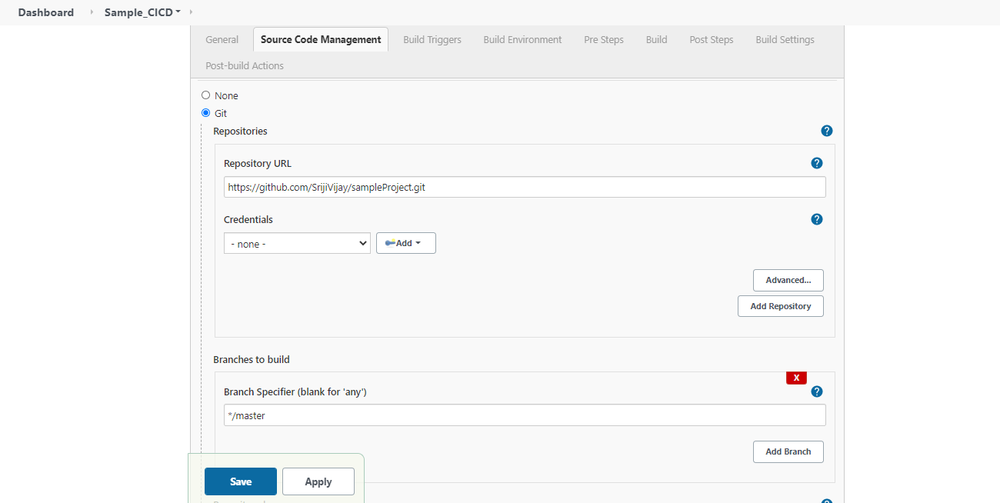 Dashboard Sample_CICD
General Source Code Management Build Triggers Build Environment Pre Steps Build Post Steps Build Settings
Post-build Actions
None
Git
Repositories
?
Repository URL
?
https://github.com/SrijiVijay/sampleProject.git
Credentials
?
- none - Add
Advanced...
Add Repository
Branches to build
X
Branch Specifier (blank for 'any')
?
*/master
Add Branch
Save Apply